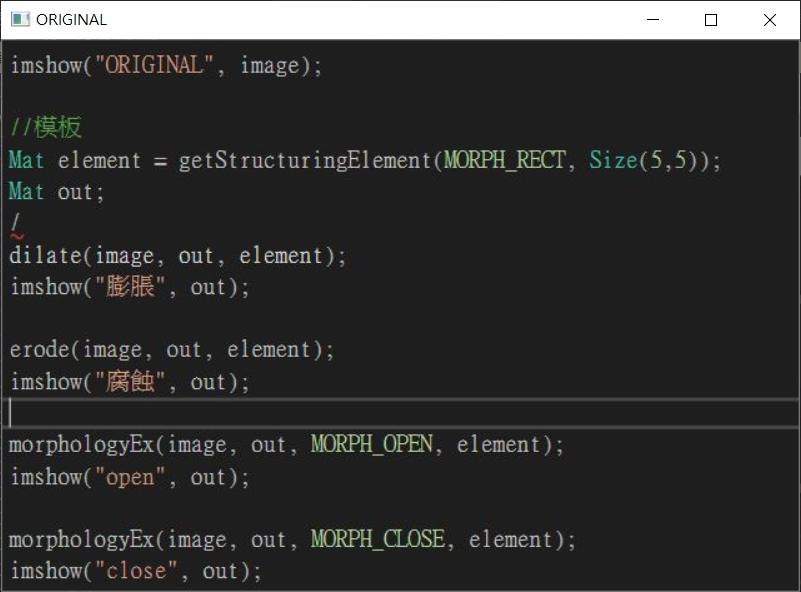 ORIGINAL
imshow("ORIGINAL", image);
//模板
Mat element = getStructuringElement(MORPH_RECT, Size(5,5));
Mat out;
/
dilate(image, out, element);
imshow("膨脹", out);
erode(image, out, element);
imshow("腐蝕", out);
morphologyEx(image, out, MORPH_OPEN, element);
imshow("open", out);
morphologyEx(image, out, MORPH_CLOSE, element);
imshow("close", out);